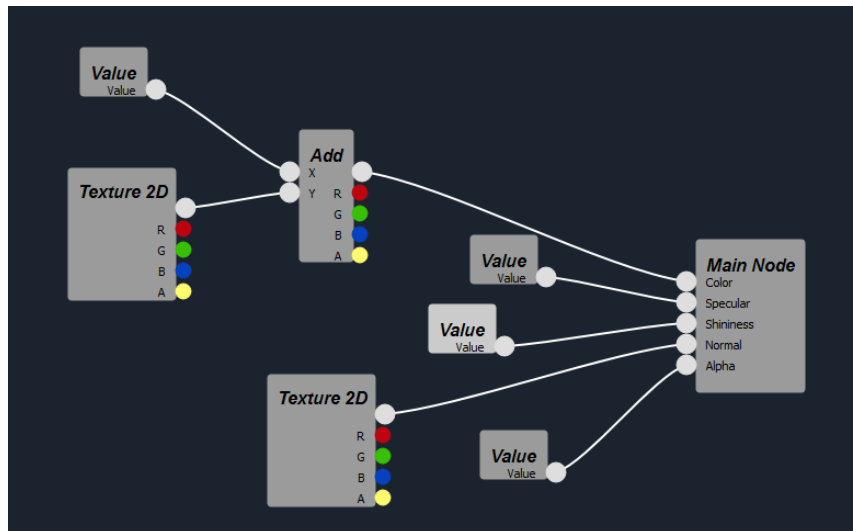 Value
Value
Add
X
Y
R
G
B
A
Texture 2D
R
G
B
A
Value
Value
Main Node
Color
Specular
Shininess
Normal
Alpha
Value
Value
Texture 2D
R
G
B
A
Value
Value